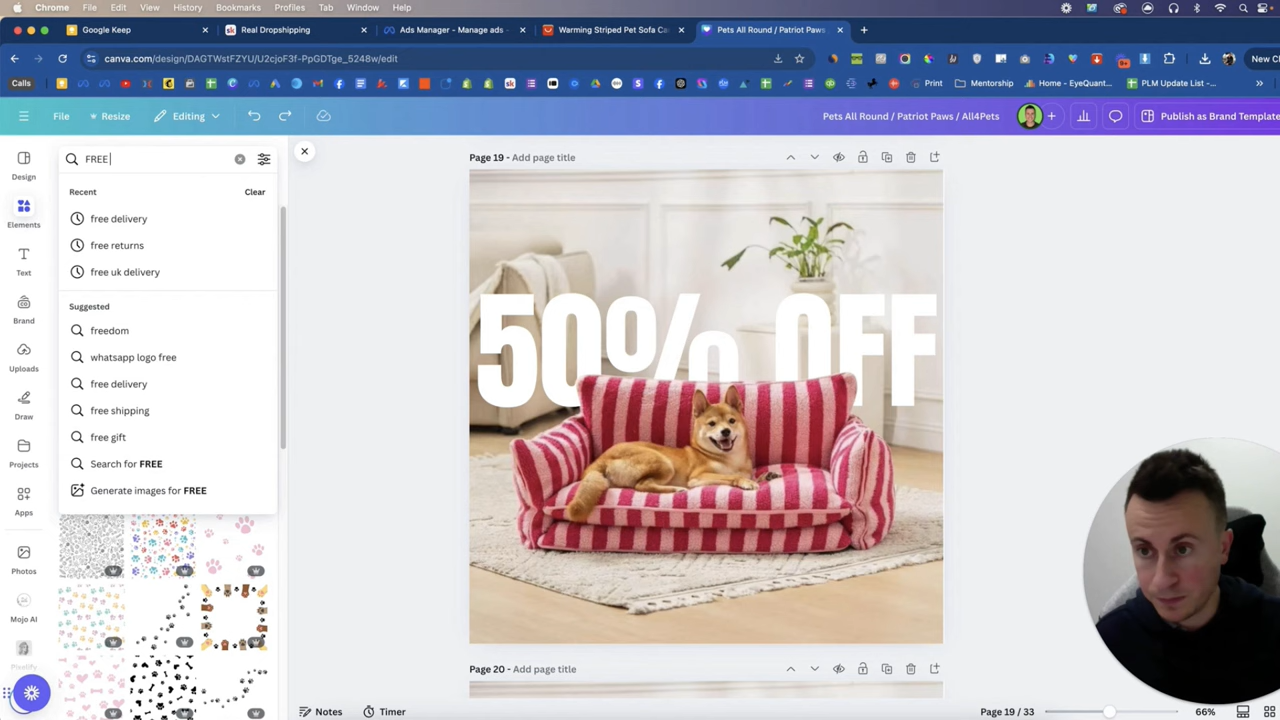 Chrome File Edit View History Bookmarks Profiles Tab Window Help
Google Keep
Real Dropshipping
Ads Manager - Manage ads -
Warming Striped Pet Sofa Ca
Pets All Round / Patriot Paws /
canva.com/design/DAGTWstFZYU/U2cjoF3f-PpGDTge_5248w/edit
New Cl
Calls
Print
Mentorship
Home - EyeQuant...
PLM Update List -...
File
Resize
Editing
Pets All Round / Patriot Paws / All4Pets
Publish as Brand Template
Design
Elements
Text
Brand
Uploads
Draw
Projects
Apps
Photos
Mojo AI
Pixelify
FREE
Recent
Clear
free delivery
free returns
free uk delivery
Suggested
freedom
whatsapp logo free
free delivery
free shipping
free gift
Search for FREE
Generate images for FREE
Page 19 - Add page title
50% OFF
Page 20 - Add page title
Notes
Timer
Page 19 / 33
66%